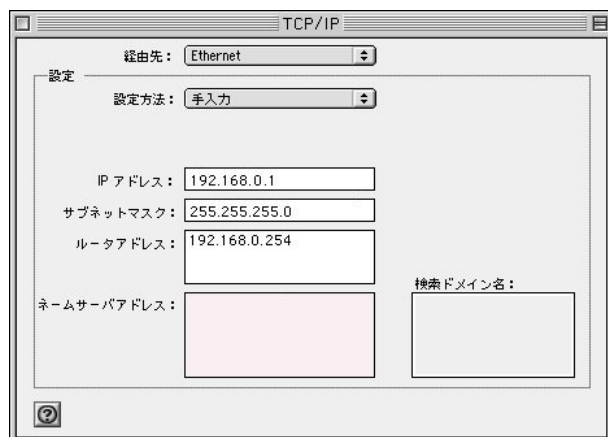 TCP/IP
経由先： Ethernet
設定
設定方法： 手入力
IP アドレス： 192.168.0.1
サブネットマスク： 255.255.255.0
ルータアドレス： 192.168.0.254
検索ドメイン名：
ネームサーバアドレス：
?